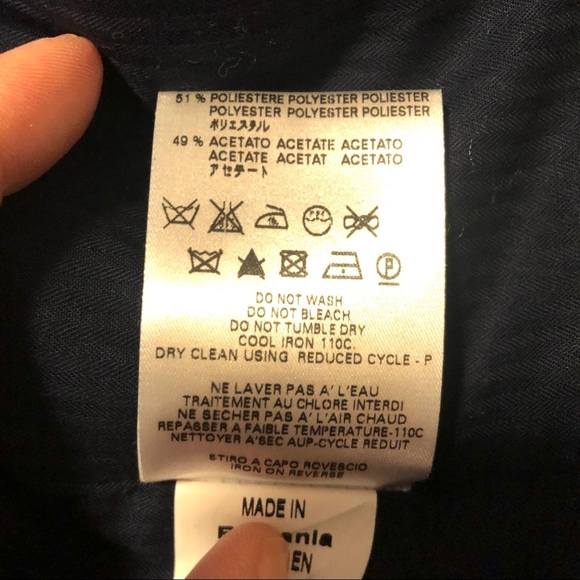 51 % POLIESTERE POLYESTER POLIESTER
POLYESTER POLYESTER POLIESTER
ポリエステル
49 % ACETATO ACETATE ACETATO
ACETATE ACETAT ACETATO
アセテート
P
DO NOT WASH
DO NOT BLEACH
DO NOT TUMBLE DRY
COOL IRON 110C.
DRY CLEAN USING REDUCED CYCLE - P
NE LAVER PAS A' L'EAU
TRAITEMENT AU CHLORE INTERDI
NE SECHER PAS A' L'AIR CHAUD
REPASSER A FAIBLE TEMPERATURE-110C
NETTOYER A'SEC AUP-CYCLE REDUIT
STIRO A CAPO ROVESCIO
IRON ON REVERSE
MADE IN
EN